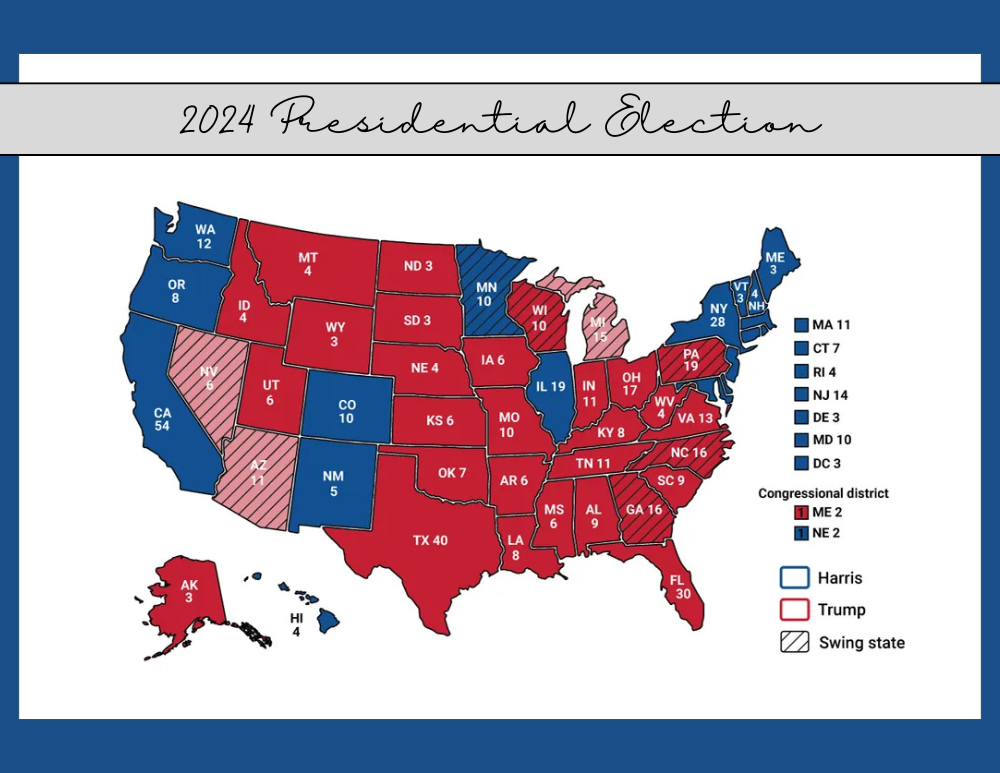 2024 Presidential Election
WA
12
OR
8
CA
54
NV
6
ID
4
MT
4
WY
3
UT
6
AZ
11
CO
10
NM
5
ND 3
SD 3
NE 4
KS 6
OK 7
TX 40
MN
10
IA 6
MO
10
AR 6
LA
8
WI
10
IL 19
MI
15
IN
11
OH
17
KY 8
TN 11
MS
6
AL
9
GA 16
FL
30
SC 9
NC 16
VA 13
WV
4
PA
19
NY
28
VT
3
4
NH
ME
3
AK
3
HI
4
MA 11
CT 7
RI 4
NJ 14
DE 3
MD 10
DC 3
Congressional district
1 ME 2
1 NE 2
Harris
Trump
Swing state